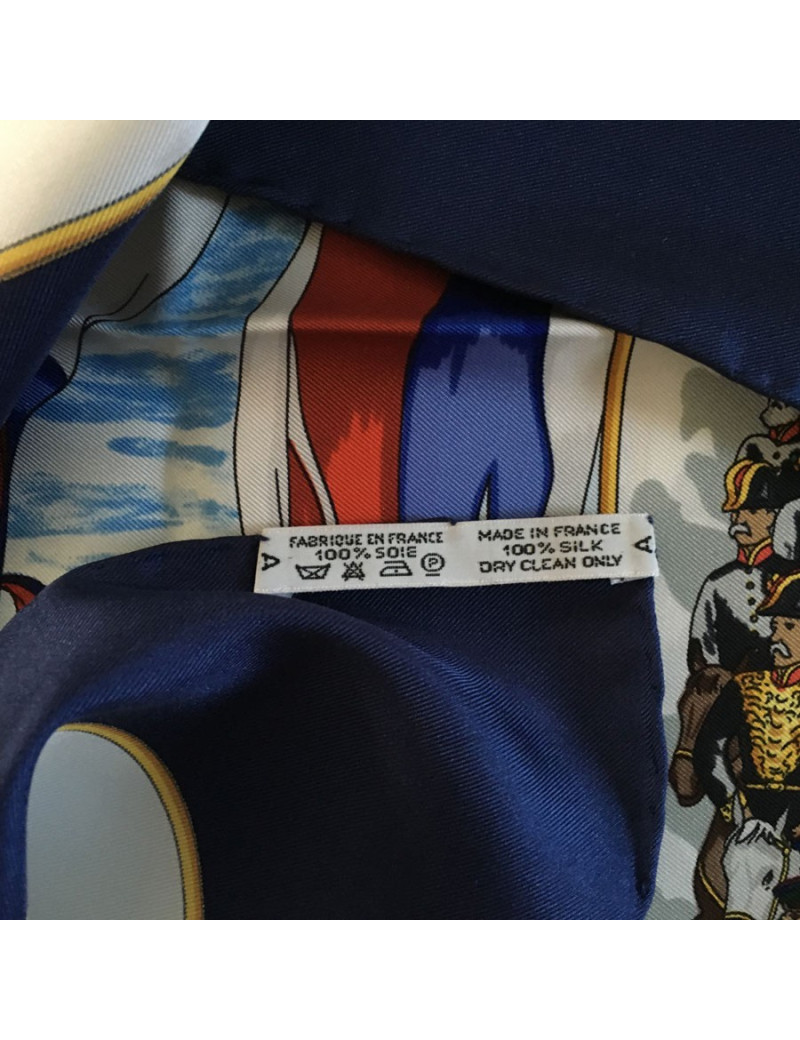 FABRIQUE EN FRANCE
100% SOIE
P
MADE IN FRANCE
100% SILK
DRY CLEAN ONLY
A
A